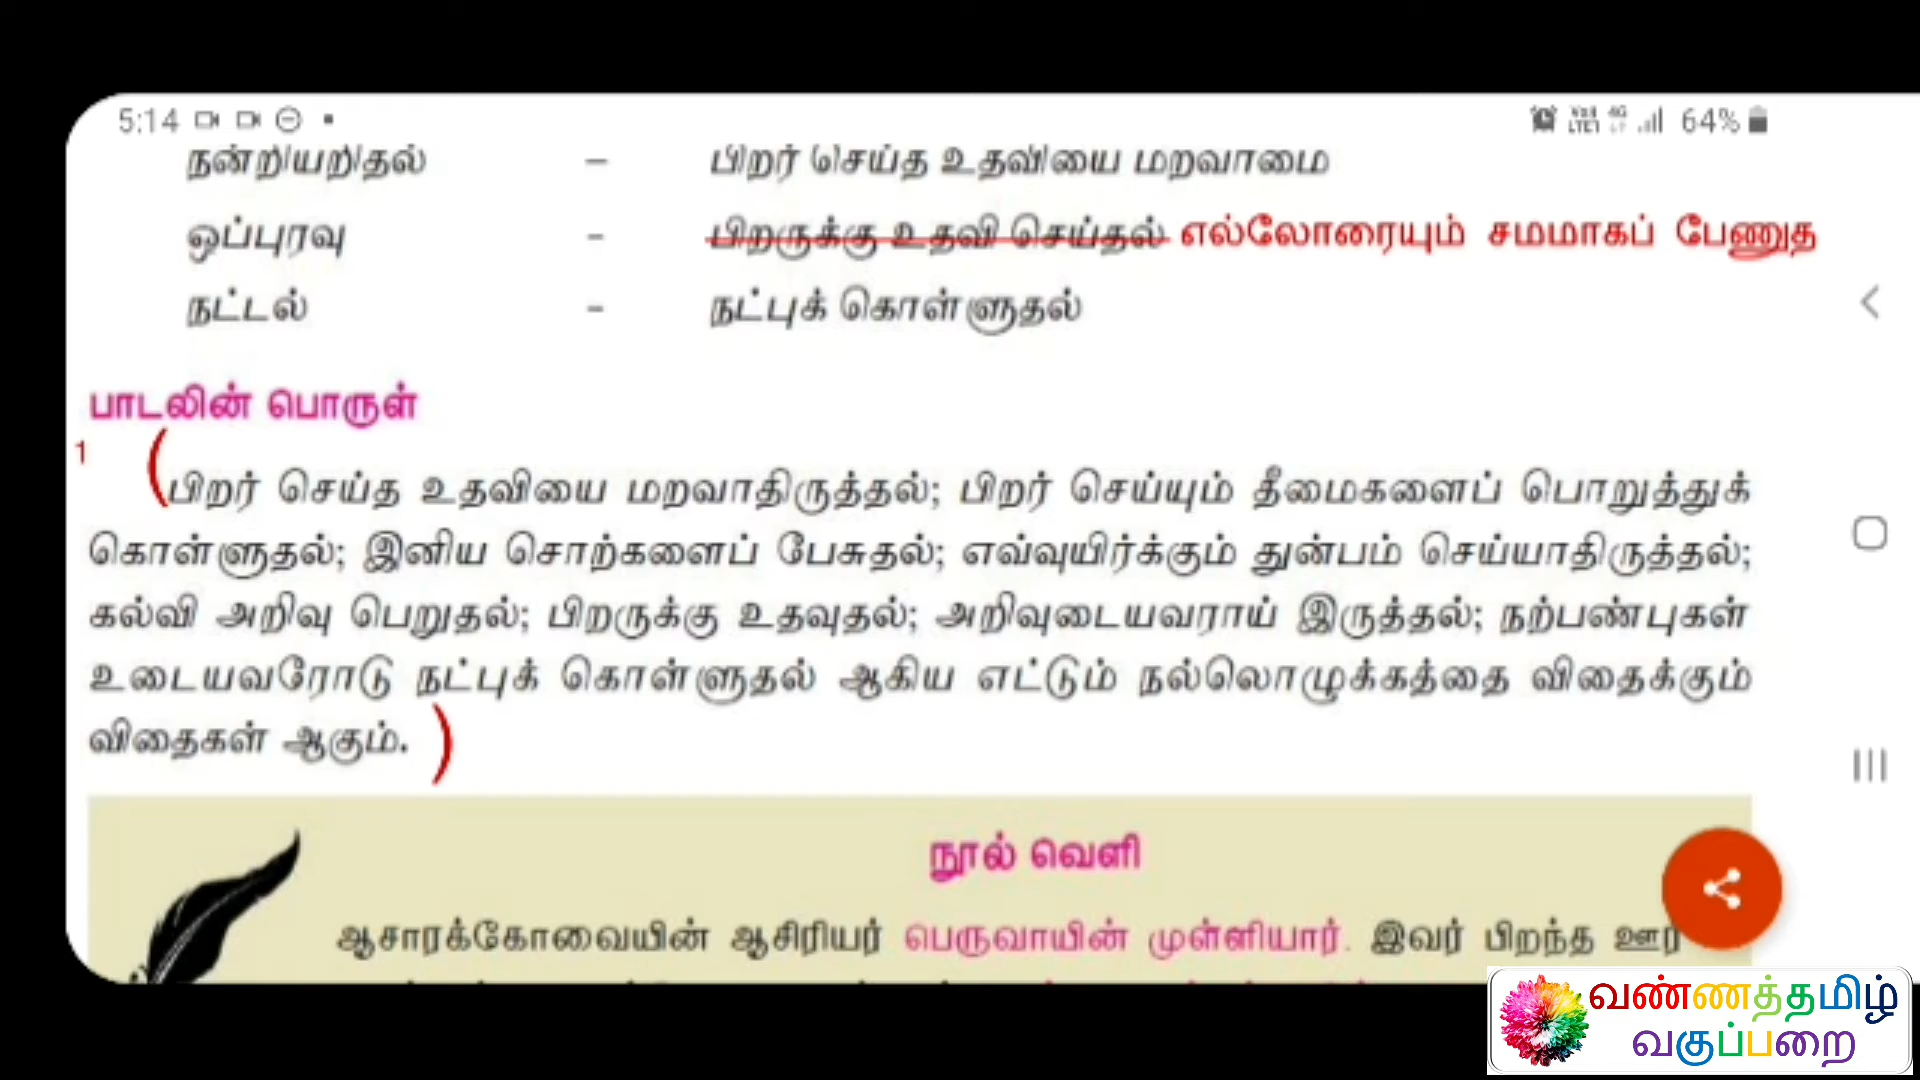 5:14 64%
நன்றியறிதல் – பிறர் செய்த உதவியை மறவாமை
ஒப்புரவு - பிறருக்கு உதவி செய்தல் எல்லோரையும் சமமாகப் பேணுத
நட்டல் - நட்புக் கொள்ளுதல்
பாடலின் பொருள்
1
(பிறர் செய்த உதவியை மறவாதிருத்தல்; பிறர் செய்யும் தீமைகளைப் பொறுத்துக்
கொள்ளுதல்; இனிய சொற்களைப் பேசுதல்; எவ்வுயிர்க்கும் துன்பம் செய்யாதிருத்தல்;
கல்வி அறிவு பெறுதல்; பிறருக்கு உதவுதல்; அறிவுடையவராய் இருத்தல்; நற்பண்புகள்
உடையவரோடு நட்புக் கொள்ளுதல் ஆகிய எட்டும் நல்லொழுக்கத்தை விதைக்கும்
விதைகள் ஆகும். )
நூல் வெளி
ஆசாரக்கோவையின் ஆசிரியர் பெருவாயின் முள்ளியார். இவர் பிறந்த ஊர்
வண்ணத்தமிழ்
வகுப்பறை